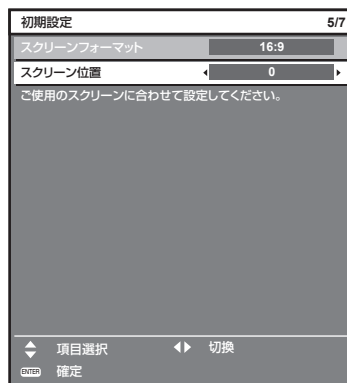 初期設定 5/7
スクリーンフォーマット 16:9
スクリーン位置 0
ご使用のスクリーンに合わせて設定してください。
項目選択 切換
ENTER 確定